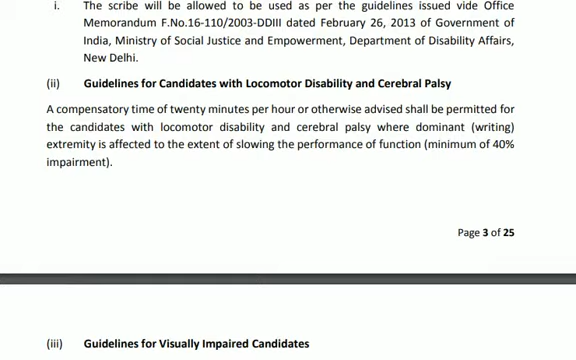 i. The scribe will be allowed to be used as per the guidelines issued vide Office
Memorandum F.No.16-110/2003-DDIII dated February 26, 2013 of Government of
India, Ministry of Social Justice and Empowerment, Department of Disability Affairs,
New Delhi.
(ii) Guidelines for Candidates with Locomotor Disability and Cerebral Palsy
A compensatory time of twenty minutes per hour or otherwise advised shall be permitted for
the candidates with locomotor disability and cerebral palsy where dominant (writing)
extremity is affected to the extent of slowing the performance of function (minimum of 40%
impairment).
Page 3 of 25
(iii) Guidelines for Visually Impaired Candidates